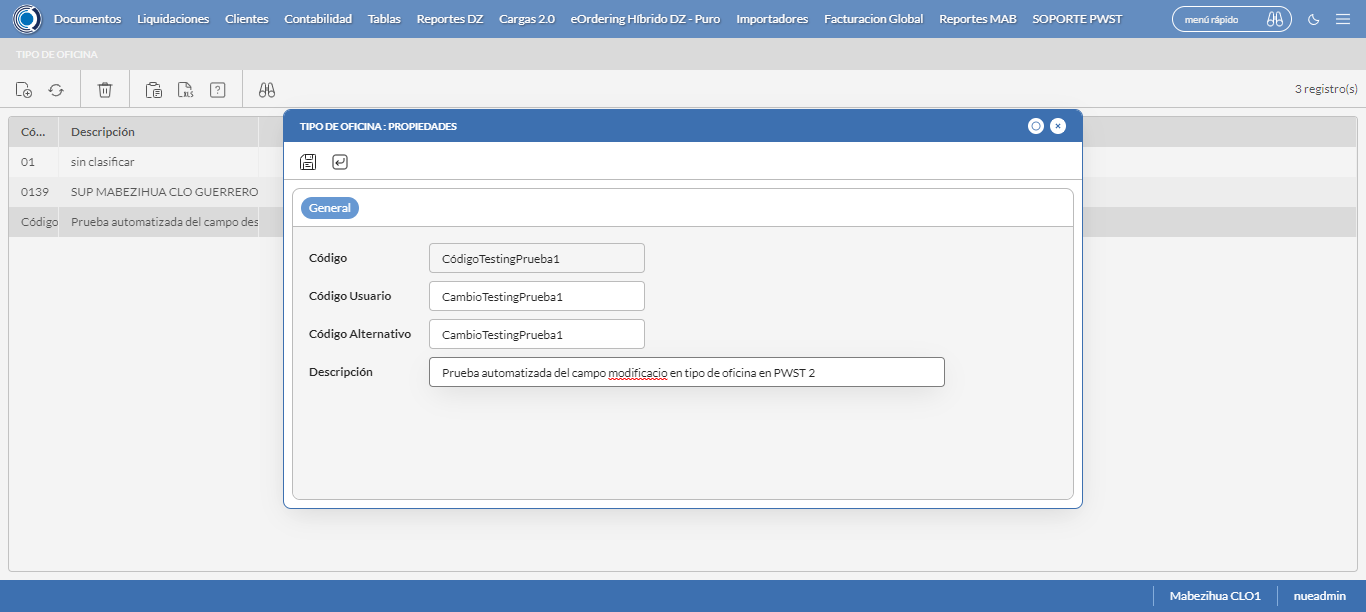 Documentos Liquidaciones Clientes Contabilidad Tablas Reportes DZ Cargas 2.0 eOrdering Híbrido DZ - Puro Importadores Facturacion Global Reportes MAB SOPORTE PWST menú rápido
TIPO DE OFICINA
XLS ? 3 registro(s)
Có... Descripción
01 sin clasificar
0139 SUP MABEZIHUA CLO GUERRERO
Código Prueba automatizada del campo des
TIPO DE OFICINA : PROPIEDADES
General
Código CódigoTestingPrueba1
Código Usuario CambioTestingPrueba1
Código Alternativo CambioTestingPrueba1
Descripción Prueba automatizada del campo modificacio en tipo de oficina en PWST 2
Mabezihua CLO1 nueadmin